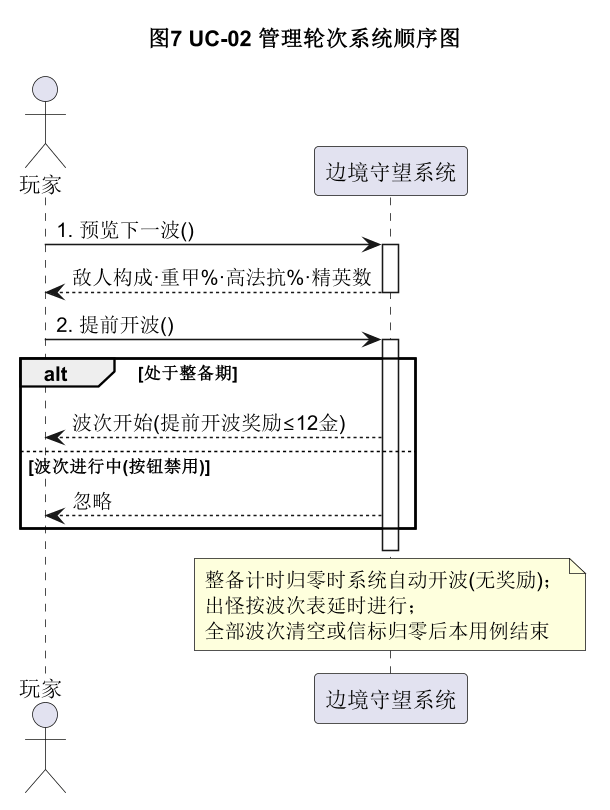 图7 UC-02 管理轮次系统顺序图
玩家
边境守望系统
1. 预览下一波()
敌人构成·重甲%·高法抗%·精英数
2. 提前开波()
alt [处于整备期]
波次开始(提前开波奖励≤12金)
[波次进行中(按钮禁用)]
忽略
整备计时归零时系统自动开波(无奖励);
出怪按波次表延时进行;
全部波次清空或信标归零后本用例结束
玩家
边境守望系统